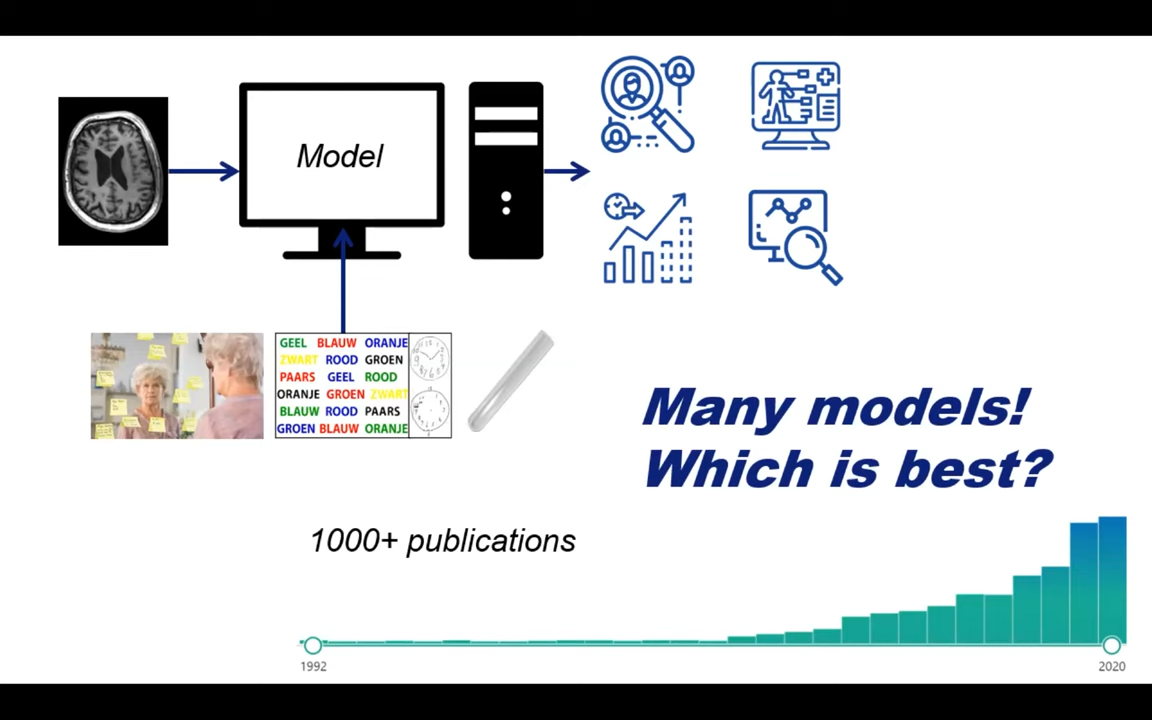 Model
GEEL BLAUW ORANJE
ZWART ROOD GROEN
PAARS GEEL ROOD
ORANJE GROEN ZWART
BLAUW ROOD PAARS
GROEN BLAUW ORANJE
Many models!
Which is best?
1000+ publications
1992
2020